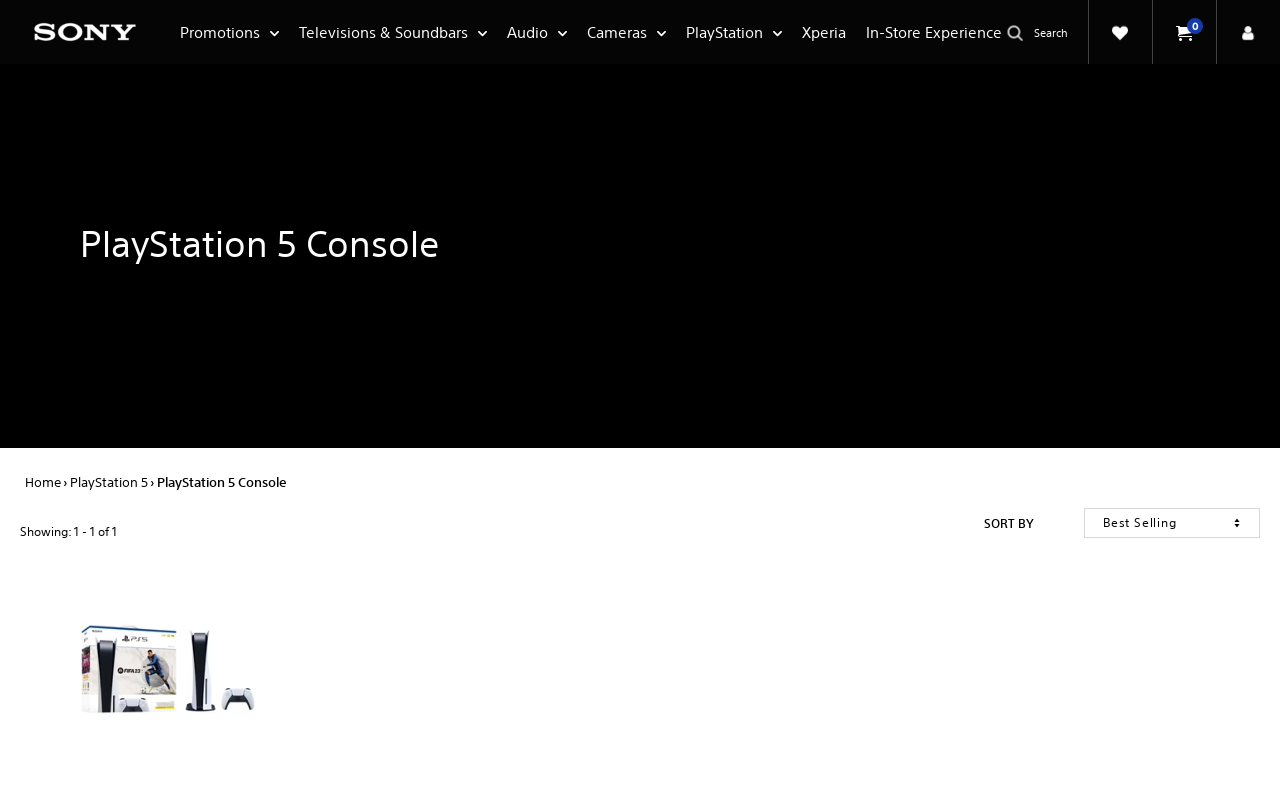 SONY
Promotions
Televisions & Soundbars
Audio
Cameras
PlayStation
Xperia
In-Store Experience
Search
0
PlayStation 5 Console
Home › PlayStation 5 › PlayStation 5 Console
Showing: 1 - 1 of 1
SORT BY
Best Selling
PS5
FIFA 23